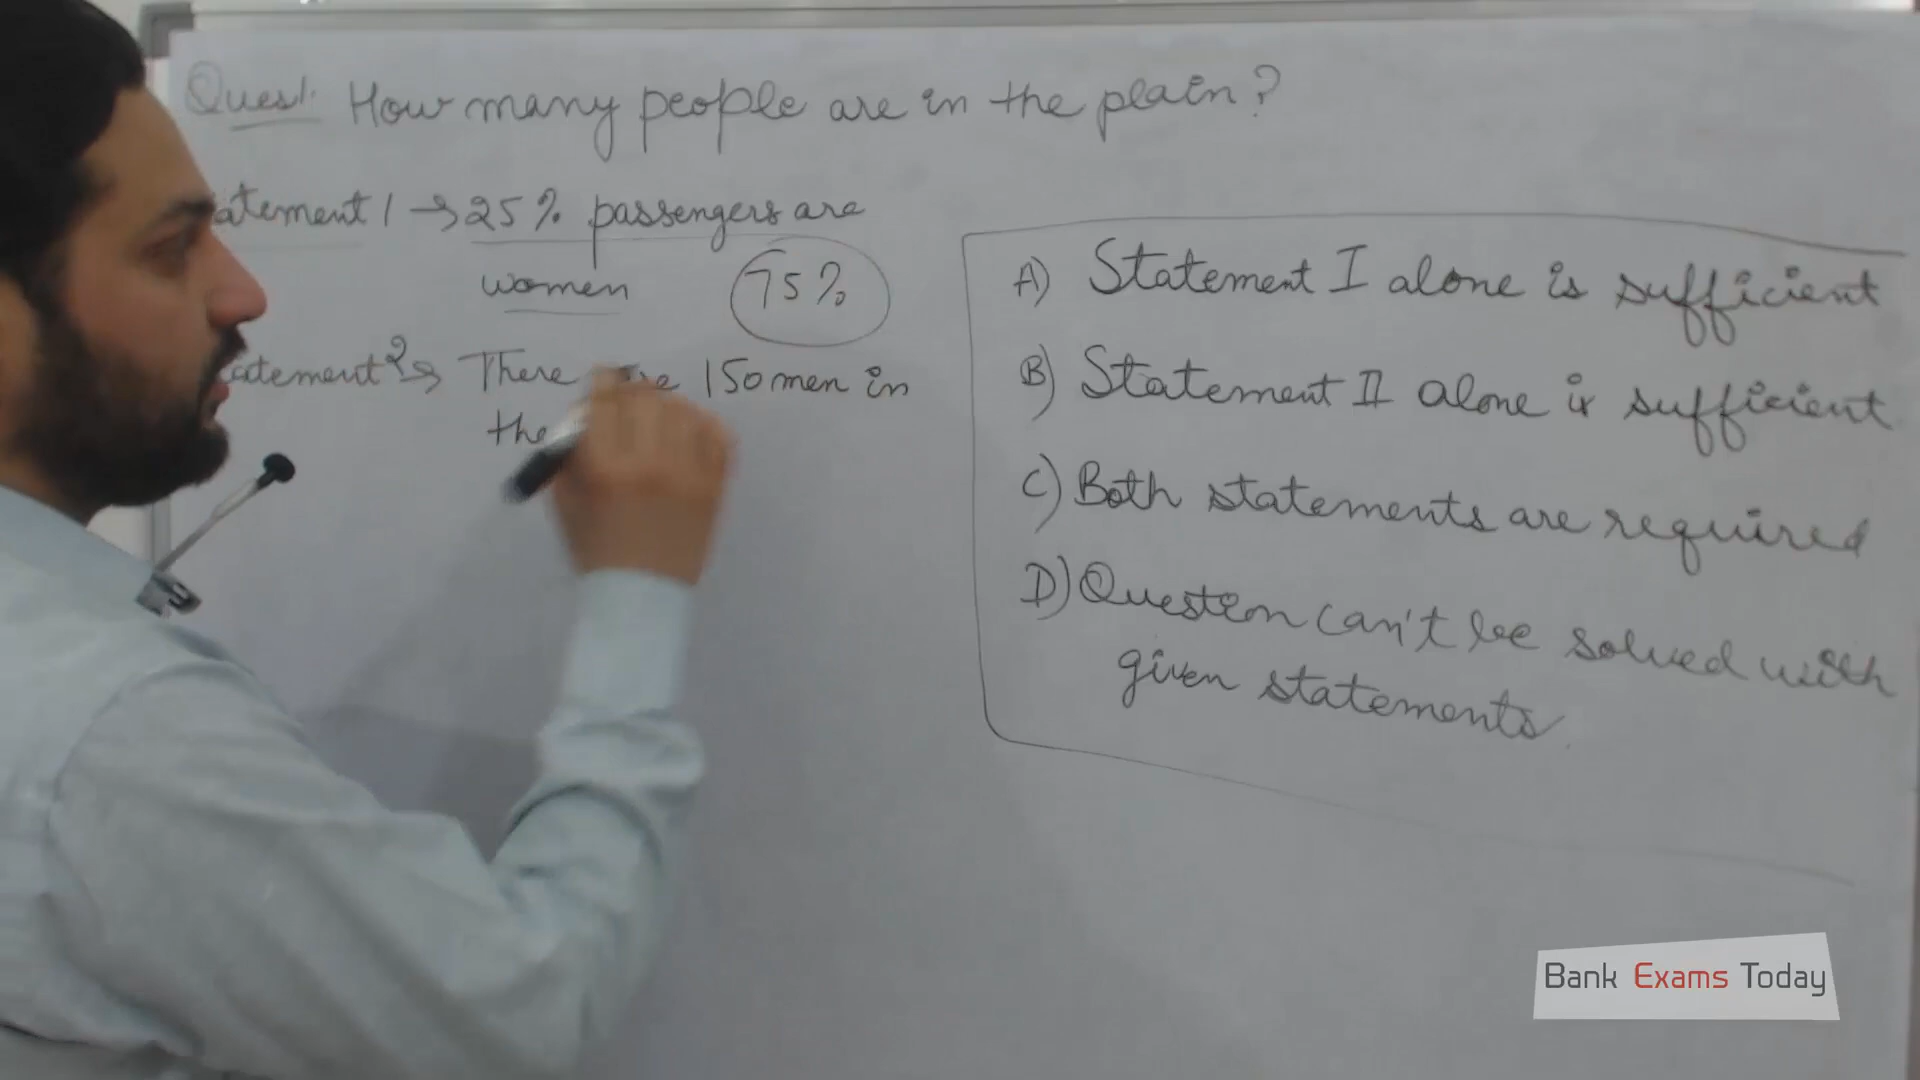 Ques1. How many people are in the plain?
atement 1 → 25% passengers are
women 75%
atement 2 → There are 150 men in
the
A) Statement I alone is sufficient
B) Statement II alone is sufficient
C) Both statements are required
D) Question can't be solved with
given statements.
Bank Exams Today